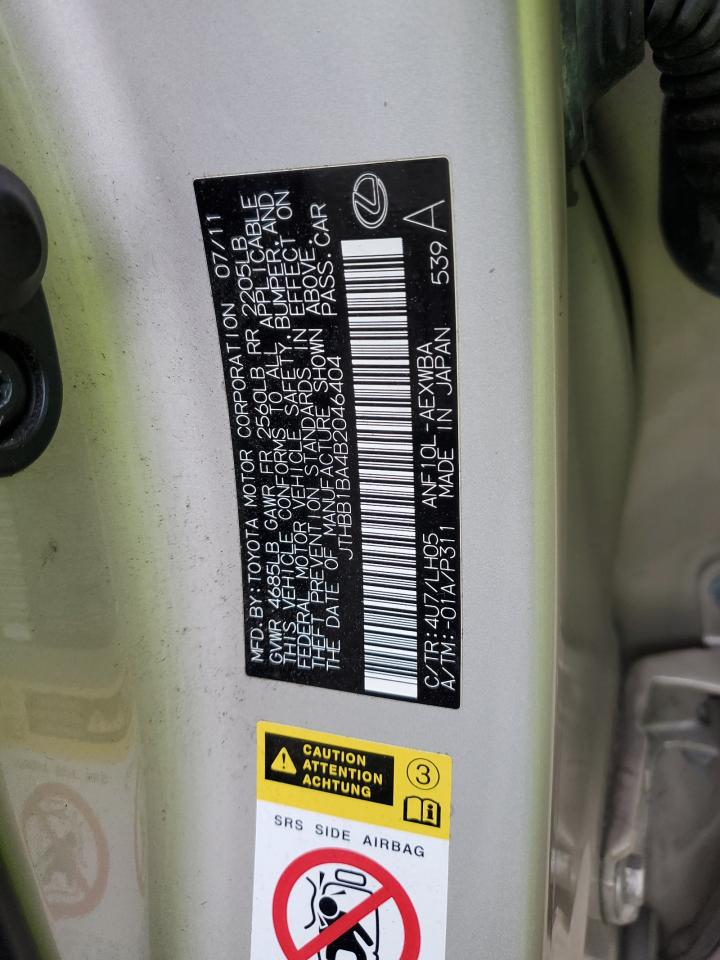 MFD. BY: TOYOTA MOTOR CORPORATION 07/11
GVWR 4685LB GAWR FR 2560LB RR 2205LB
THIS VEHICLE CONFORMS TO ALL APPLICABLE
FEDERAL MOTOR VEHICLE SAFETY, BUMPER, AND
THEFT PREVENTION STANDARDS IN EFFECT ON
THE DATE OF MANUFACTURE SHOWN ABOVE.
JTHBB1BA4B2046404 PASS. CAR
C/TR: 4U7/LH05 ANF10L-AEXWBA
A/TM: -01A/P311 MADE IN JAPAN 539 A
CAUTION
ATTENTION
ACHTUNG
3
SRS SIDE AIRBAG